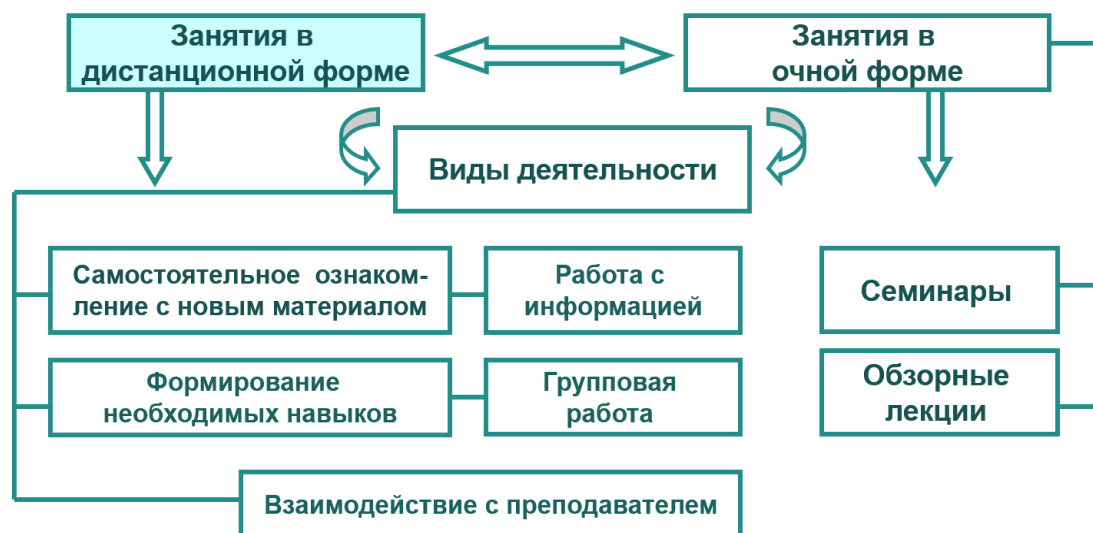 Занятия в
дистанционной форме
Занятия в
очной форме
Виды деятельности
Самостоятельное ознаком-
ление с новым материалом
Работа с
информацией
Семинары
Формирование
необходимых навыков
Групповая
работа
Обзорные
лекции
Взаимодействие с преподавателем